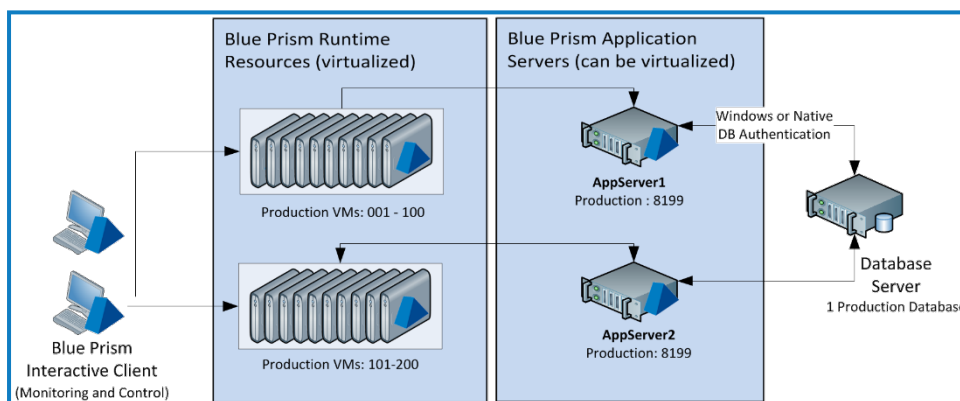 Blue Prism Runtime
Resources (virtualized)
Blue Prism Application
Servers (can be virtualized)
Windows or Native
DB Authentication
Production VMs: 001 - 100
AppServer1
Production : 8199
Database
Server
1 Production Database
Blue Prism
Interactive Client
(Monitoring and Control)
Production VMs: 101-200
AppServer2
Production: 8199